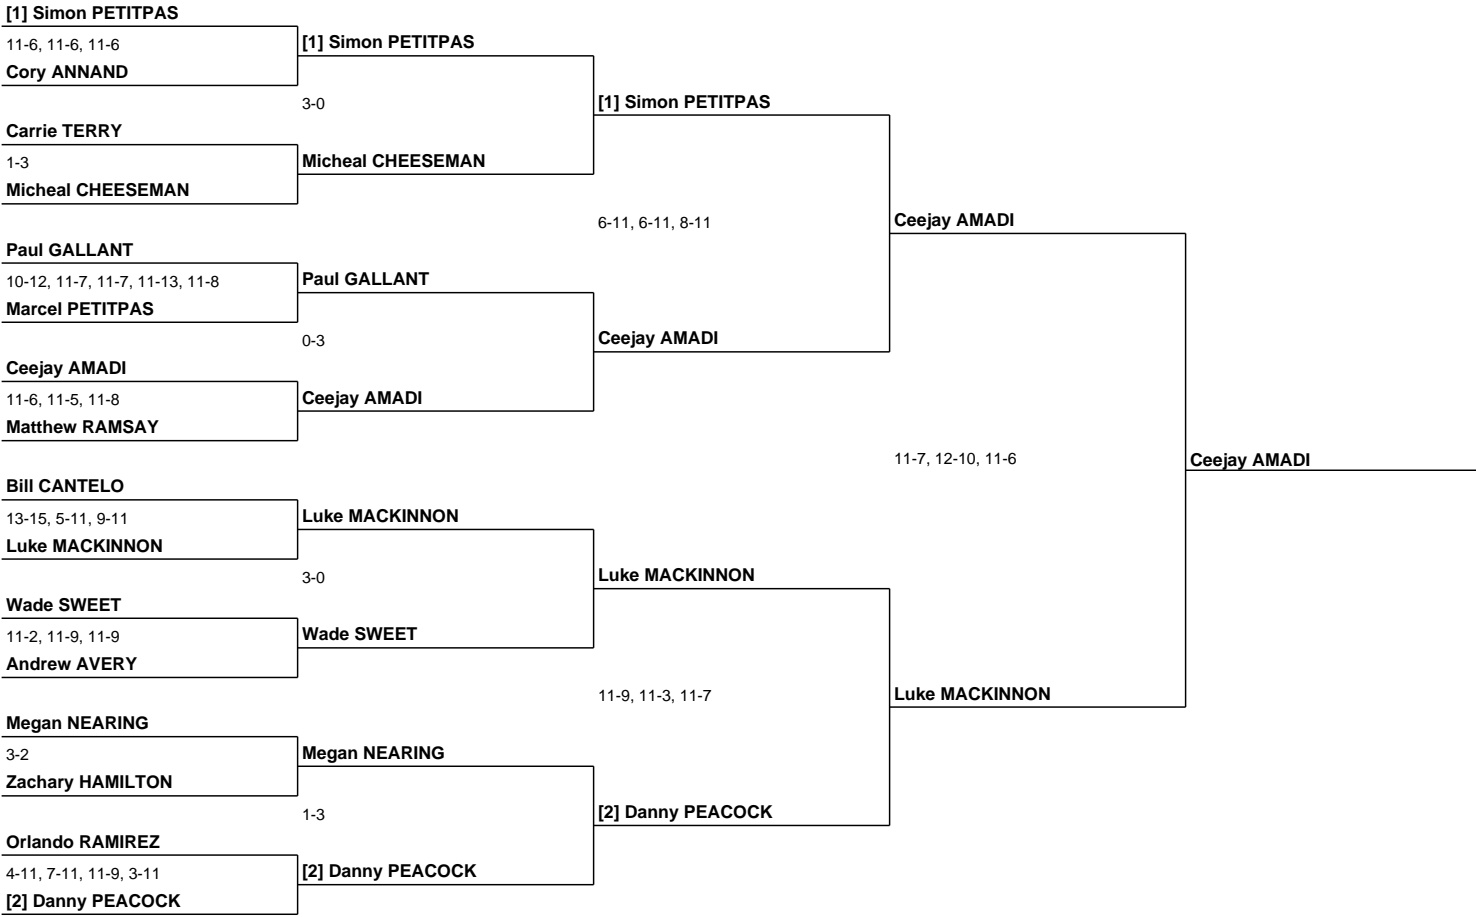 [1] Simon PETITPAS
11-6, 11-6, 11-6
Cory ANNAND
Carrie TERRY
1-3
Micheal CHEESEMAN
Paul GALLANT
10-12, 11-7, 11-7, 11-13, 11-8
Marcel PETITPAS
Ceejay AMADI
11-6, 11-5, 11-8
Matthew RAMSAY
Bill CANTELO
13-15, 5-11, 9-11
Luke MACKINNON
Wade SWEET
11-2, 11-9, 11-9
Andrew AVERY
Megan NEARING
3-2
Zachary HAMILTON
Orlando RAMIREZ
4-11, 7-11, 11-9, 3-11
[2] Danny PEACOCK
[1] Simon PETITPAS
3-0
Micheal CHEESEMAN
Paul GALLANT
0-3
Ceejay AMADI
Luke MACKINNON
3-0
Wade SWEET
Megan NEARING
1-3
[2] Danny PEACOCK
[1] Simon PETITPAS
6-11, 6-11, 8-11
Ceejay AMADI
Luke MACKINNON
11-9, 11-3, 11-7
[2] Danny PEACOCK
Ceejay AMADI
11-7, 12-10, 11-6
Luke MACKINNON
Ceejay AMADI